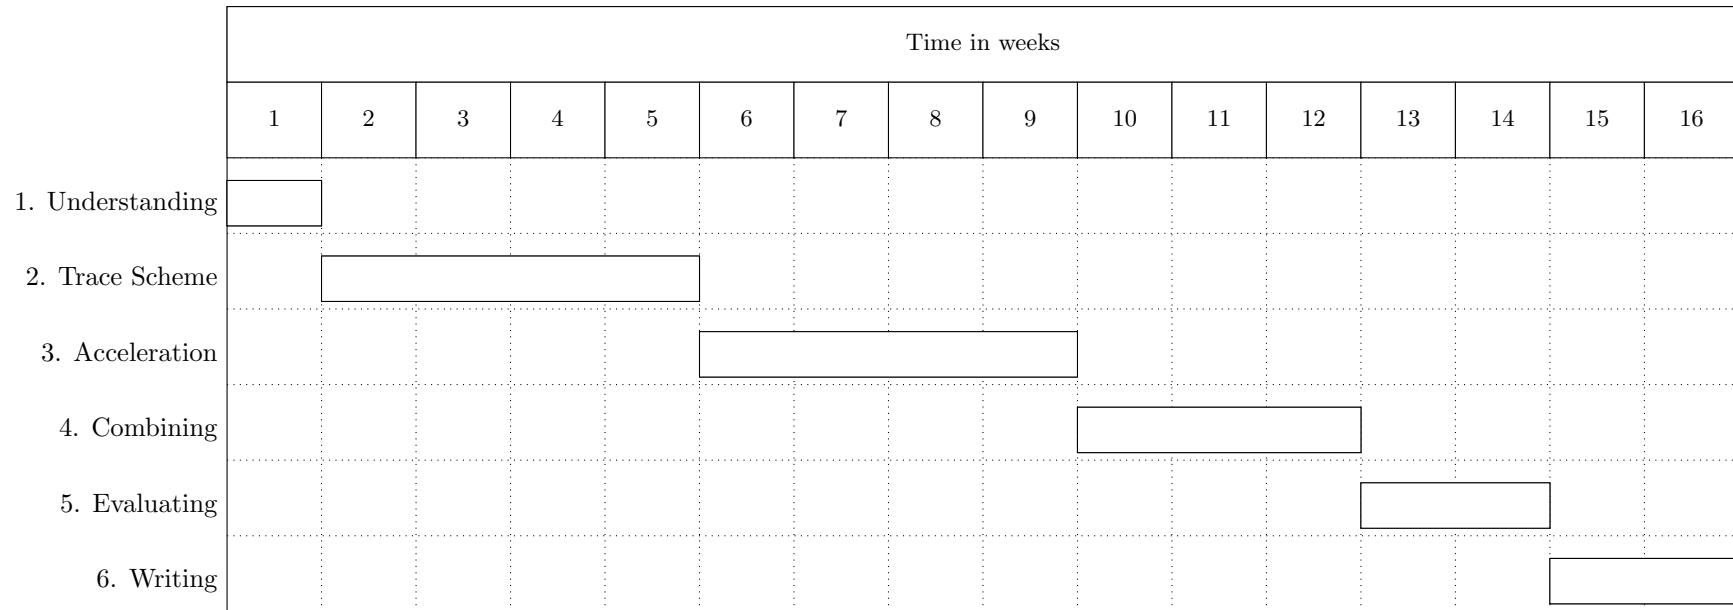 Time in weeks
1 2 3 4 5 6 7 8 9 10 11 12 13 14 15 16
1. Understanding
2. Trace Scheme
3. Acceleration
4. Combining
5. Evaluating
6. Writing